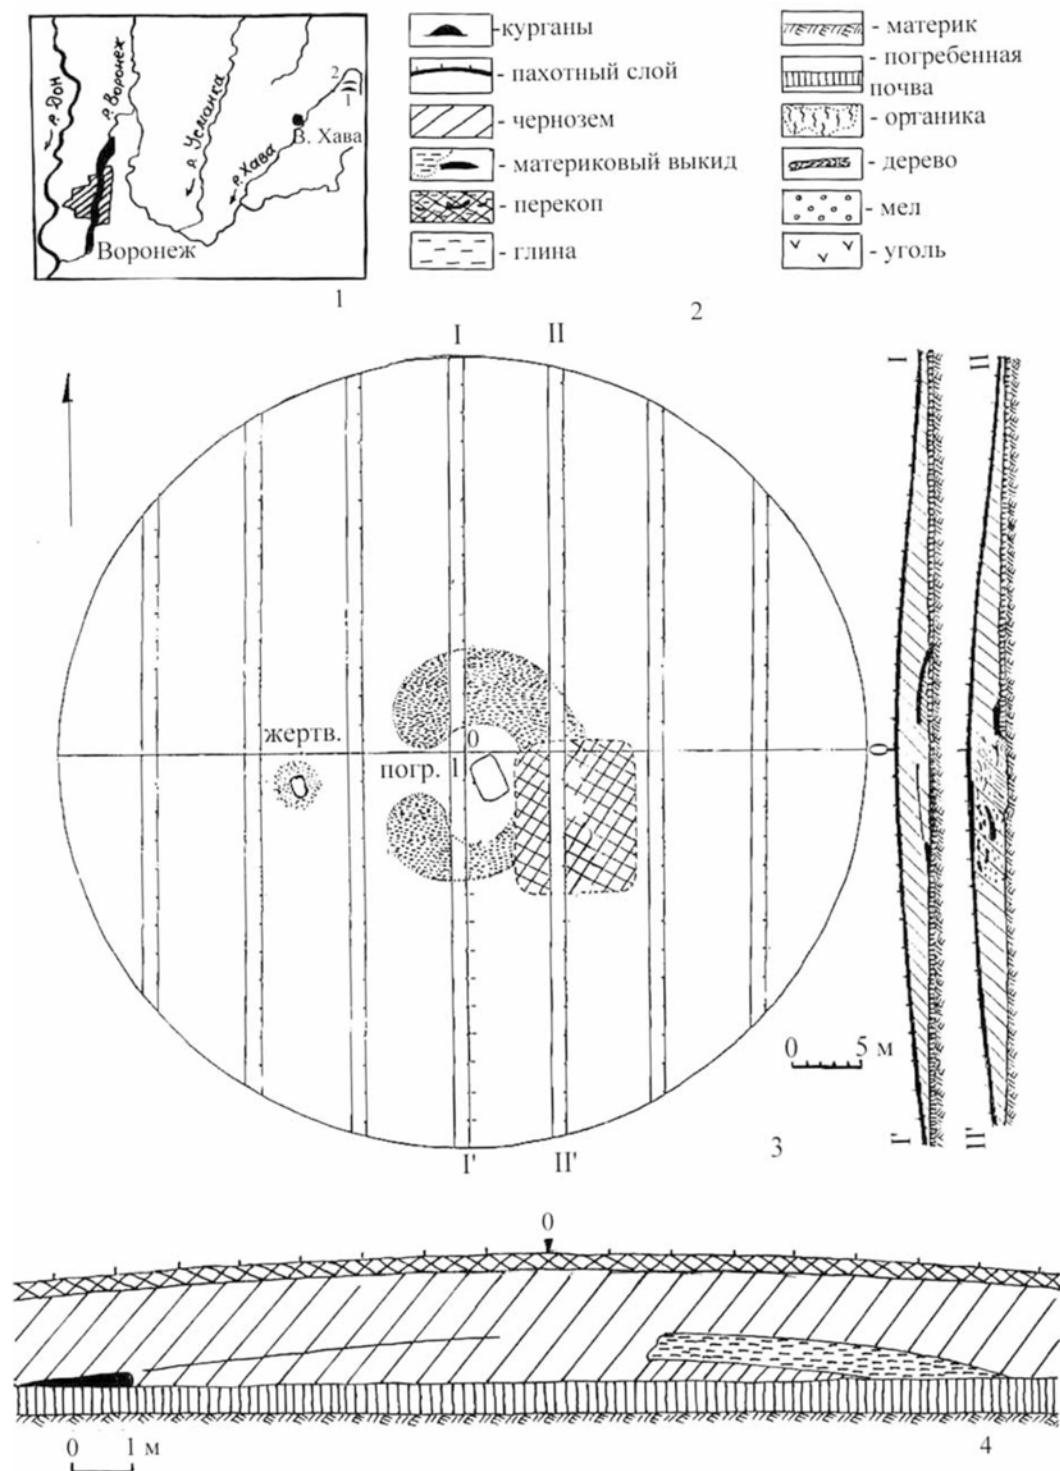 р. Дон
р. Воронеж
р. Усманка
р. Хава
2
1
В. Хава
Воронеж
1
- курганы
- пахотный слой
- чернозем
- материковый выкид
- перекоп
- глина
- материк
- погребенная
почва
- органика
- дерево
- мел
- уголь
2
I
II
I
II
жертв.
0
погр. 1
0
0 5 м
I'
II'
I'
II'
3
0
0 1 м
4